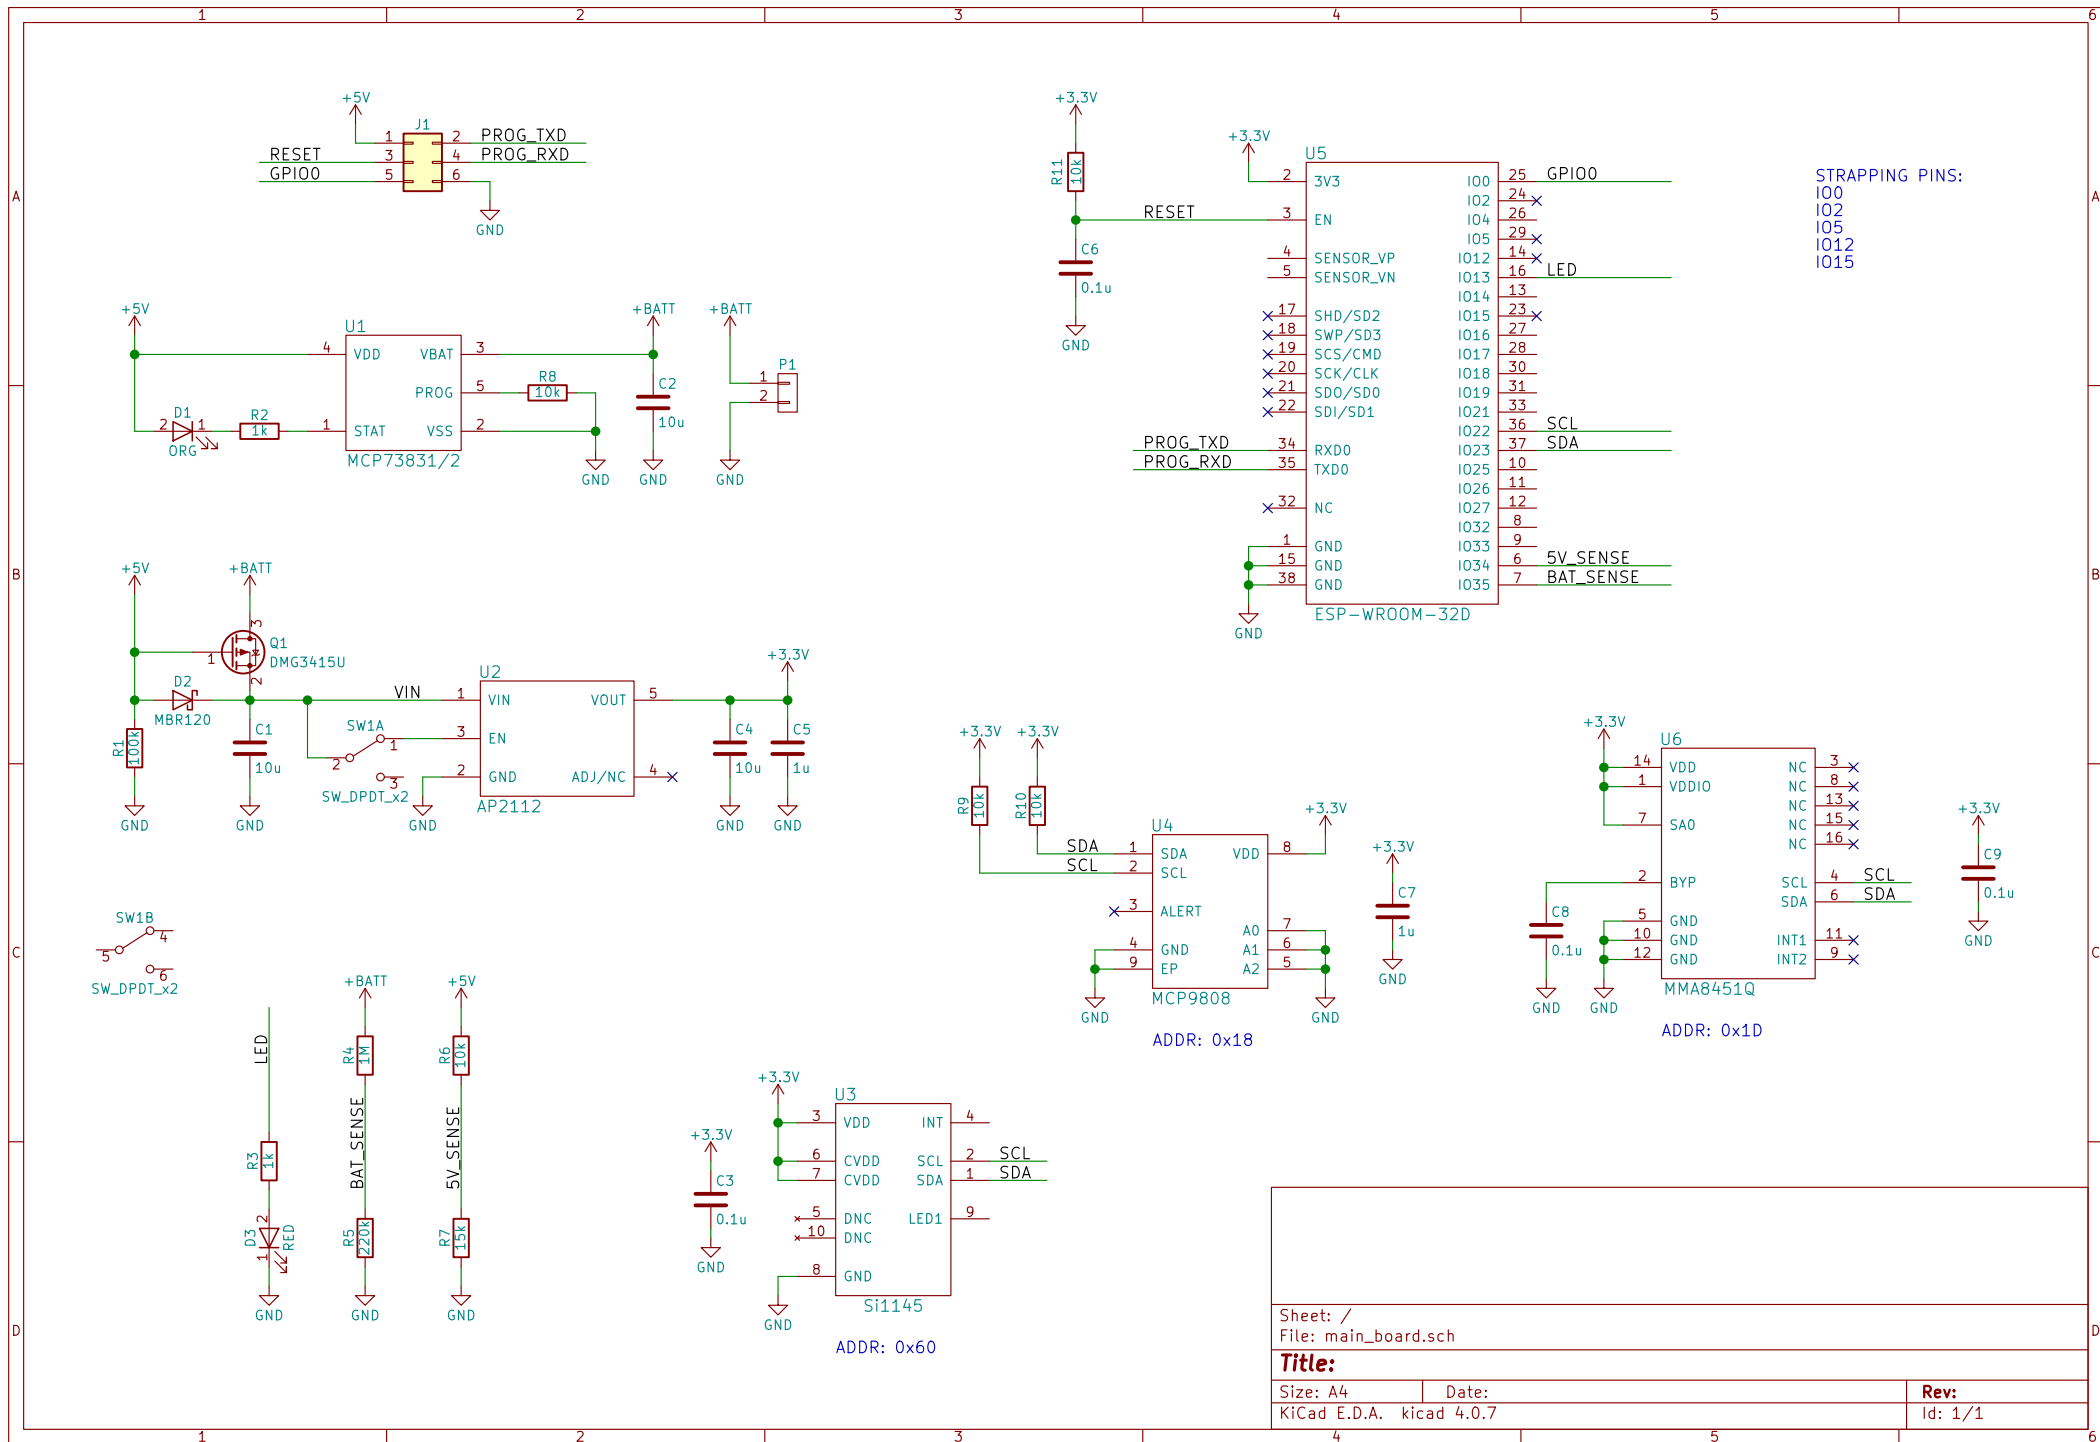 1 2 3 4 5 6
A A
B B
C C
D D
+5V
J1
1 2 PROG_TXD
RESET 3 4 PROG_RXD
GPIO0 5 6
GND
+5V
U1
4 VDD VBAT 3
PROG 5
1 STAT VSS 2
MCP73831/2
2 D1 1
ORG
R2
1k
R8
10k
+BATT
C2
10u
GND GND
+BATT
P1
1
2
GND
+5V +BATT
3
1
Q1
DMG3415U
2
D2
MBR120
R1
100k
GND
C1
10u
GND
VIN
SW1A
1
2
3
SW_DPDT_x2
GND
U2
1 VIN VOUT 5
3 EN
2 GND ADJ/NC 4
AP2112
+3.3V
C4
10u
GND
C5
1u
GND
SW1B
4
5
6
SW_DPDT_x2
LED
R3
1k
2
D3
RED
1
GND
+BATT
R4
1M
BAT_SENSE
R5
220k
GND
+5V
R6
10k
5V_SENSE
R7
15k
GND
+3.3V
R11
10k
RESET
C6
0.1u
GND
+3.3V
U5
2 3V3 IO0 25 GPIO0
IO2 24
3 EN IO4 26
IO5 29
4 SENSOR_VP IO12 14
5 SENSOR_VN IO13 16 LED
IO14 13
17 SHD/SD2 IO15 23
18 SWP/SD3 IO16 27
19 SCS/CMD IO17 28
20 SCK/CLK IO18 30
21 SDO/SD0 IO19 31
22 SDI/SD1 IO21 33
IO22 36 SCL
PROG_TXD 34 RXD0 IO23 37 SDA
PROG_RXD 35 TXD0 IO25 10
IO26 11
32 NC IO27 12
IO32 8
1 GND IO33 9
15 GND IO34 6 5V_SENSE
38 GND IO35 7 BAT_SENSE
ESP-WROOM-32D
GND
STRAPPING PINS:
IO0
IO2
IO5
IO12
IO15
+3.3V +3.3V
R9
10k
R10
10k
U4
SDA 1 SDA VDD 8
SCL 2 SCL
3 ALERT
A0 7
4 GND A1 6
9 EP A2 5
MCP9808
GND
GND
+3.3V
ADDR: 0x18
+3.3V
C7
1u
GND
+3.3V
U6
14 VDD NC 3
1 VDDIO NC 8
NC 13
7 SA0 NC 15
NC 16
2 BYP SCL 4 SCL
SDA 6 SDA
5 GND
10 GND INT1 11
12 GND INT2 9
MMA8451Q
C8
0.1u
GND GND
ADDR: 0x1D
+3.3V
C9
0.1u
GND
+3.3V
U3
3 VDD INT 4
6 CVDD SCL 2 SCL
7 CVDD SDA 1 SDA
5 DNC LED1 9
10 DNC
8 GND
Si1145
GND
ADDR: 0x60
+3.3V
C3
0.1u
GND
Sheet: /
File: main_board.sch
Title:
Size: A4 Date: Rev:
KiCad E.D.A. kicad 4.0.7 Id: 1/1
1 2 3 4 5 6